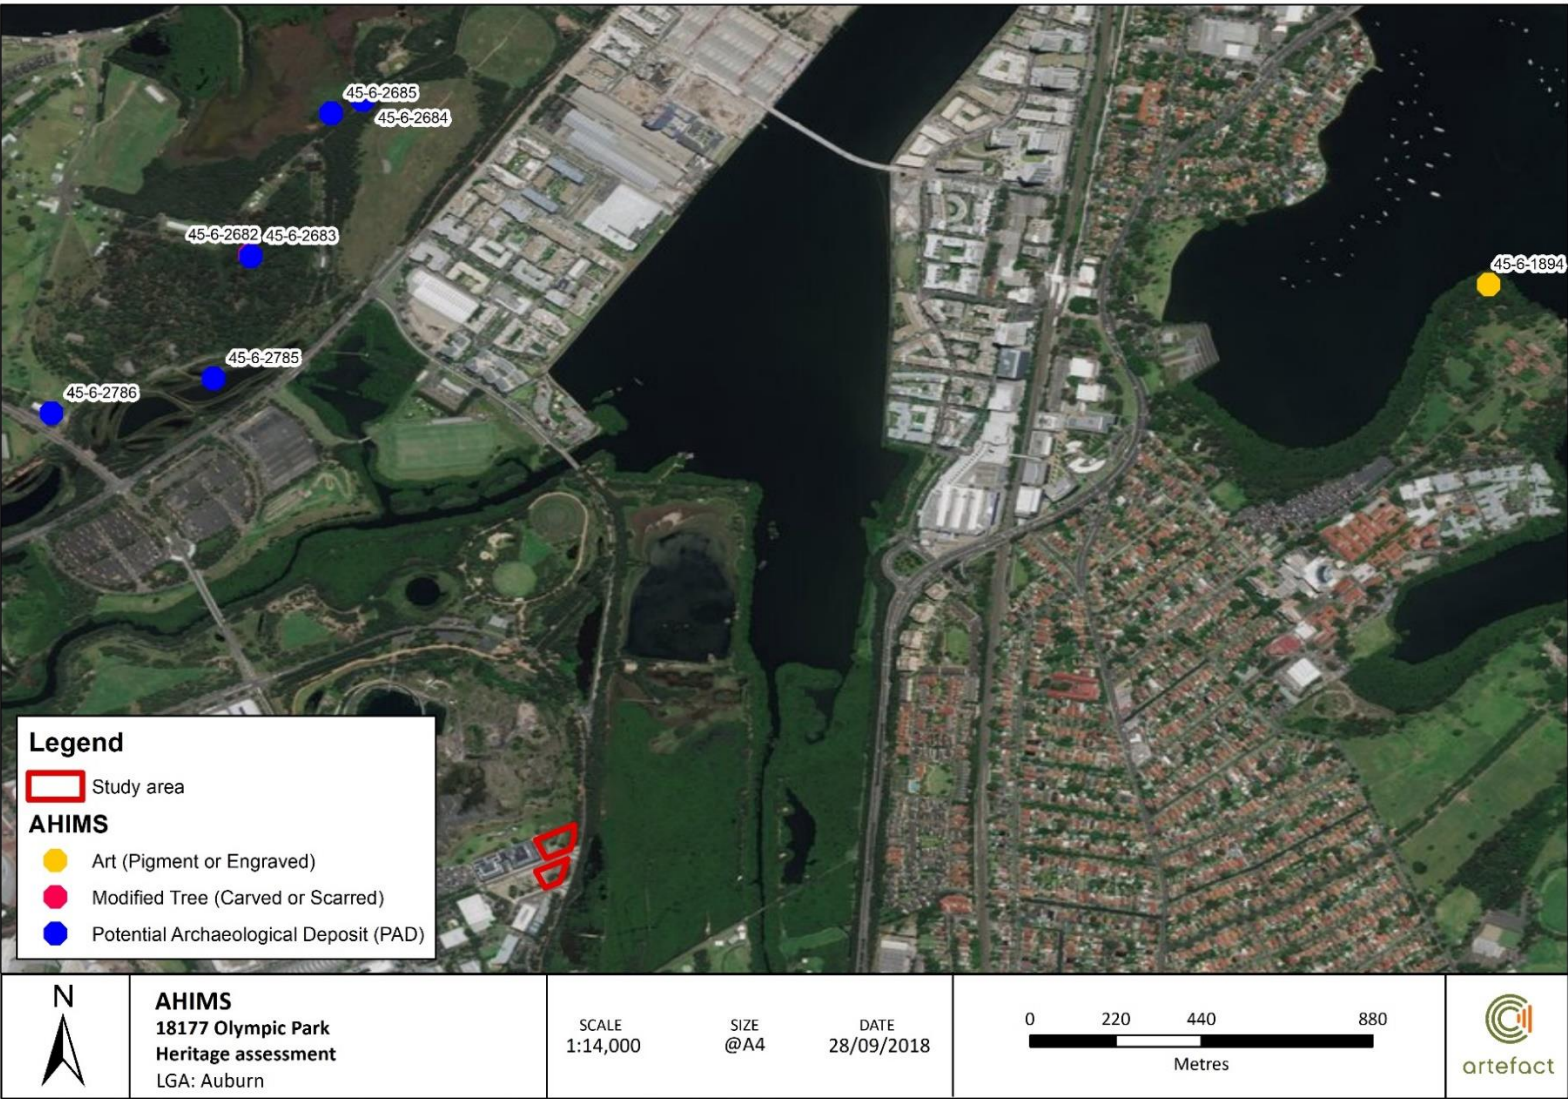 45-6-2685
45-6-2684
45-6-2682 45-6-2683
45-6-1894
45-6-2785
45-6-2786
Legend
Study area
AHIMS
Art (Pigment or Engraved)
Modified Tree (Carved or Scarred)
Potential Archaeological Deposit (PAD)
N
AHIMS
18177 Olympic Park
Heritage assessment
LGA: Auburn
SCALE
1:14,000
SIZE
@A4
DATE
28/09/2018
0 220 440 880
Metres
artefact